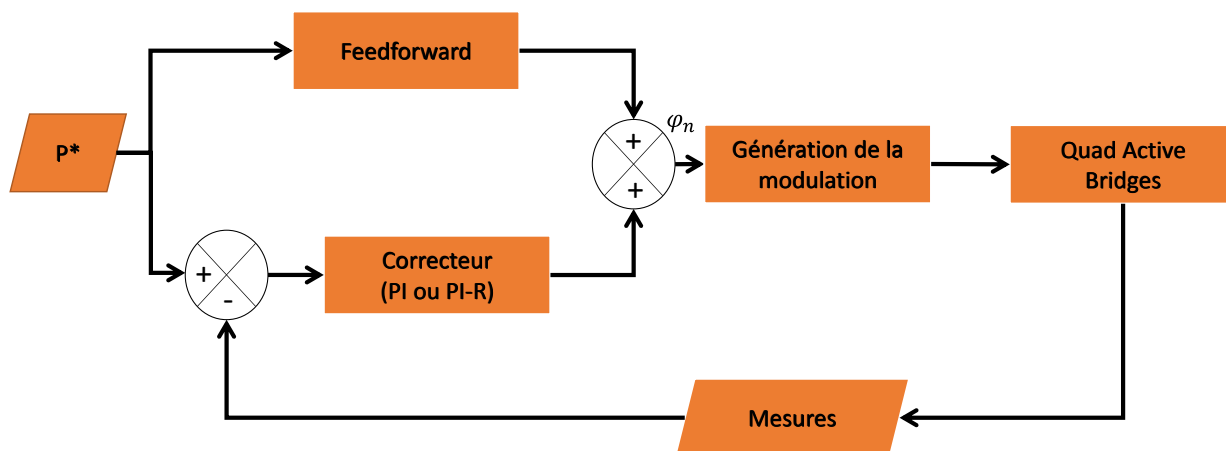 Feedforward
P*
+
+
φn
Génération de la
modulation
Quad Active
Bridges
+
-
Correcteur
(PI ou PI-R)
Mesures